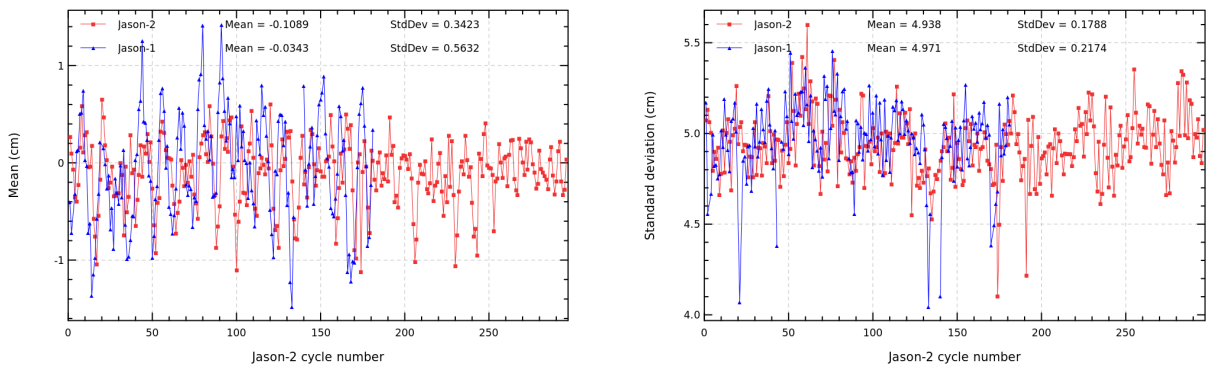 Jason-2 Mean = -0.1089 StdDev = 0.3423
Jason-1 Mean = -0.0343 StdDev = 0.5632
1
0
-1
Mean (cm)
0 50 100 150 200 250
Jason-2 cycle number
Jason-2 Mean = 4.938 StdDev = 0.1788
Jason-1 Mean = 4.971 StdDev = 0.2174
5.5
5.0
4.5
4.0
Standard deviation (cm)
0 50 100 150 200 250
Jason-2 cycle number